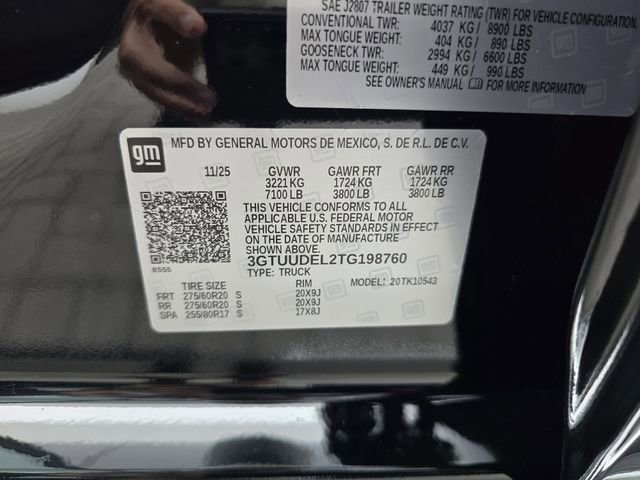 SAE J2807 TRAILER WEIGHT RATING (TWR) FOR VEHICLE CONFIGURATION.
CONVENTIONAL TWR: 4037 KG / 8900 LBS
MAX TONGUE WEIGHT: 404 KG / 890 LBS
GOOSENECK TWR: 2994 KG / 6600 LBS
MAX TONGUE WEIGHT: 449 KG / 990 LBS
SEE OWNER'S MANUAL FOR MORE INFORMATION
gm MFD BY GENERAL MOTORS DE MEXICO, S. DE R.L. DE C.V.
11/25 GVWR GAWR FRT GAWR RR
3221 KG 1724 KG 1724 KG
7100 LB 3800 LB 3800 LB
THIS VEHICLE CONFORMS TO ALL
APPLICABLE U.S. FEDERAL MOTOR
VEHICLE SAFETY STANDARDS IN EFFECT ON
THE DATE OF MANUFACTURE
SHOWN ABOVE.
3GTUUDEL2TG198760
8555 TYPE: TRUCK
TIRE SIZE RIM MODEL: 20TK10543
FRT 275/60R20 S 20X9J
RR 275/60R20 S 20X9J
SPA 255/80R17 S 17X8J